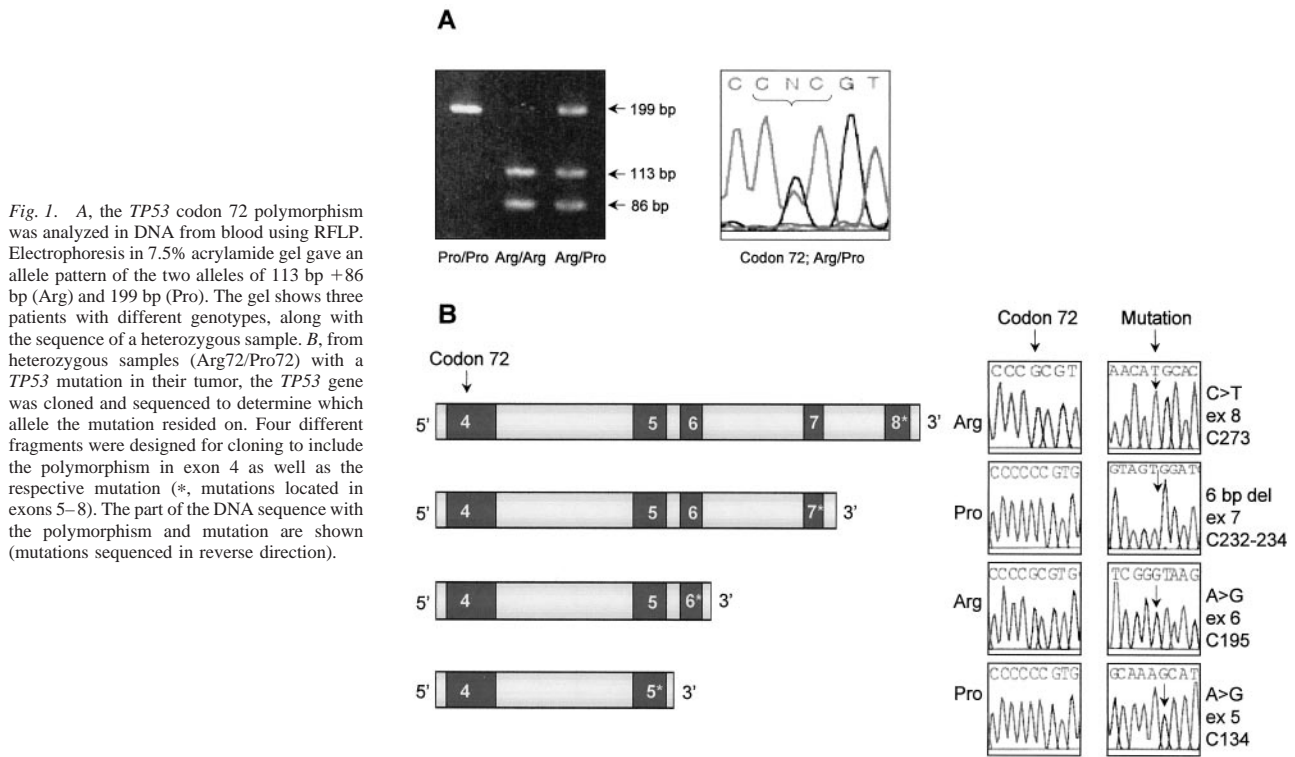 Fig. 1. A, the TP53 codon 72 polymorphism
was analyzed in DNA from blood using RFLP.
Electrophoresis in 7.5% acrylamide gel gave an
allele pattern of the two alleles of 113 bp +86
bp (Arg) and 199 bp (Pro). The gel shows three
patients with different genotypes, along with
the sequence of a heterozygous sample. B, from
heterozygous samples (Arg72/Pro72) with a
TP53 mutation in their tumor, the TP53 gene
was cloned and sequenced to determine which
allele the mutation resided on. Four different
fragments were designed for cloning to include
the polymorphism in exon 4 as well as the
respective mutation (*, mutations located in
exons 5–8). The part of the DNA sequence with
the polymorphism and mutation are shown
(mutations sequenced in reverse direction).
A
← 199 bp
← 113 bp
← 86 bp
Pro/Pro Arg/Arg Arg/Pro
C C N C G T
Codon 72; Arg/Pro
B
Codon 72
Codon 72 Mutation
5' 4 5 6 7 8* 3'
Arg CCCGCGT AACATGCAC
C>T
ex 8
C273
5' 4 5 6 7* 3'
Pro CCCCCCGTG GTAGTGGAT
6 bp del
ex 7
C232-234
5' 4 5 6* 3'
Arg CCCCGCGTG TCGGGTAAG
A>G
ex 6
C195
5' 4 5* 3'
Pro CCCCCCGTG GCAAAGCAT
A>G
ex 5
C134